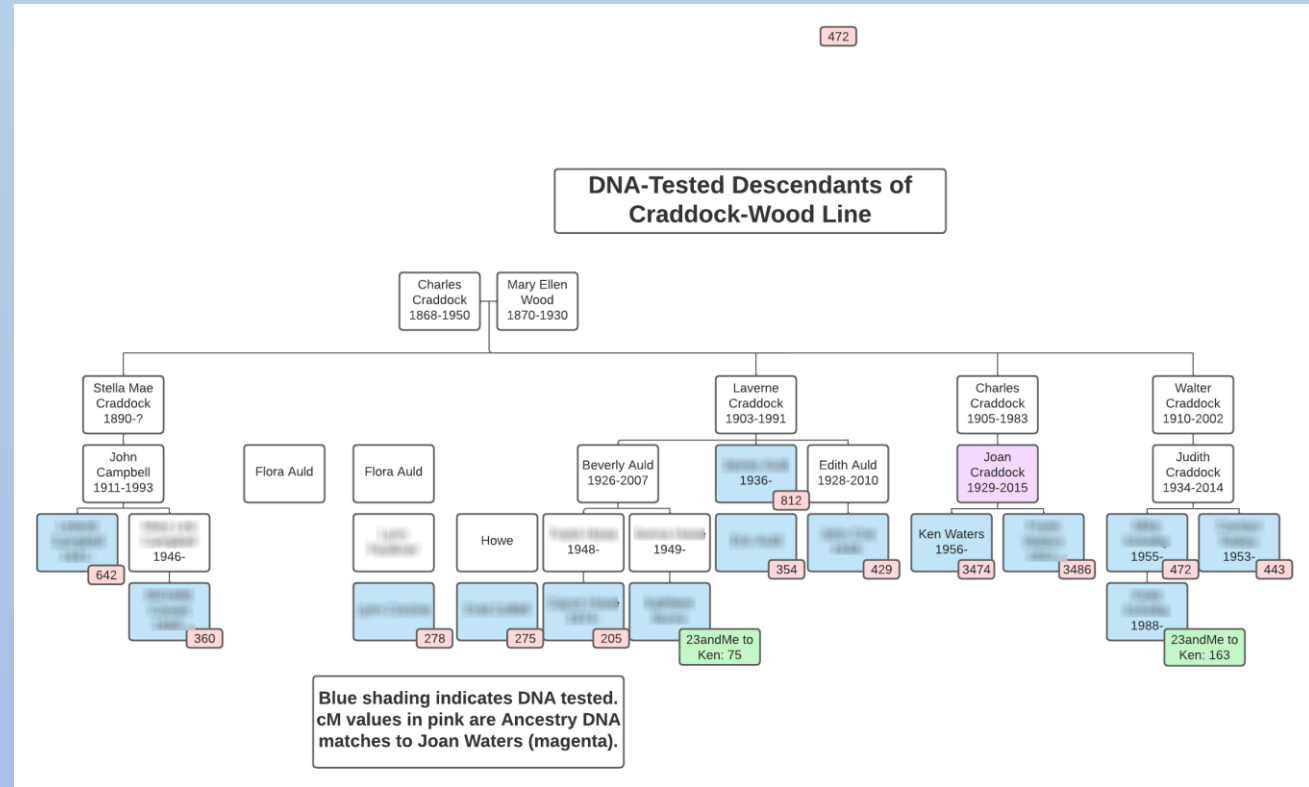 472
DNA-Tested Descendants of
Craddock-Wood Line
Charles
Craddock
1868-1950
Mary Ellen
Wood
1870-1930
Stella Mae
Craddock
1890-?
Laverne
Craddock
1903-1991
Charles
Craddock
1905-1983
Walter
Craddock
1910-2002
John
Campbell
1911-1993
Flora Auld
Flora Auld
Beverly Auld
1926-2007
1936-
812
Edith Auld
1928-2010
Joan
Craddock
1929-2015
Judith
Craddock
1934-2014
642
1946-
Howe
1948-
1949-
354
429
Ken Waters
1956-
3474
3486
1955-
472
1953-
443
360
278
275
205
23andMe to
Ken: 75
1988-
23andMe to
Ken: 163
Blue shading indicates DNA tested.
cM values in pink are Ancestry DNA
matches to Joan Waters (magenta).